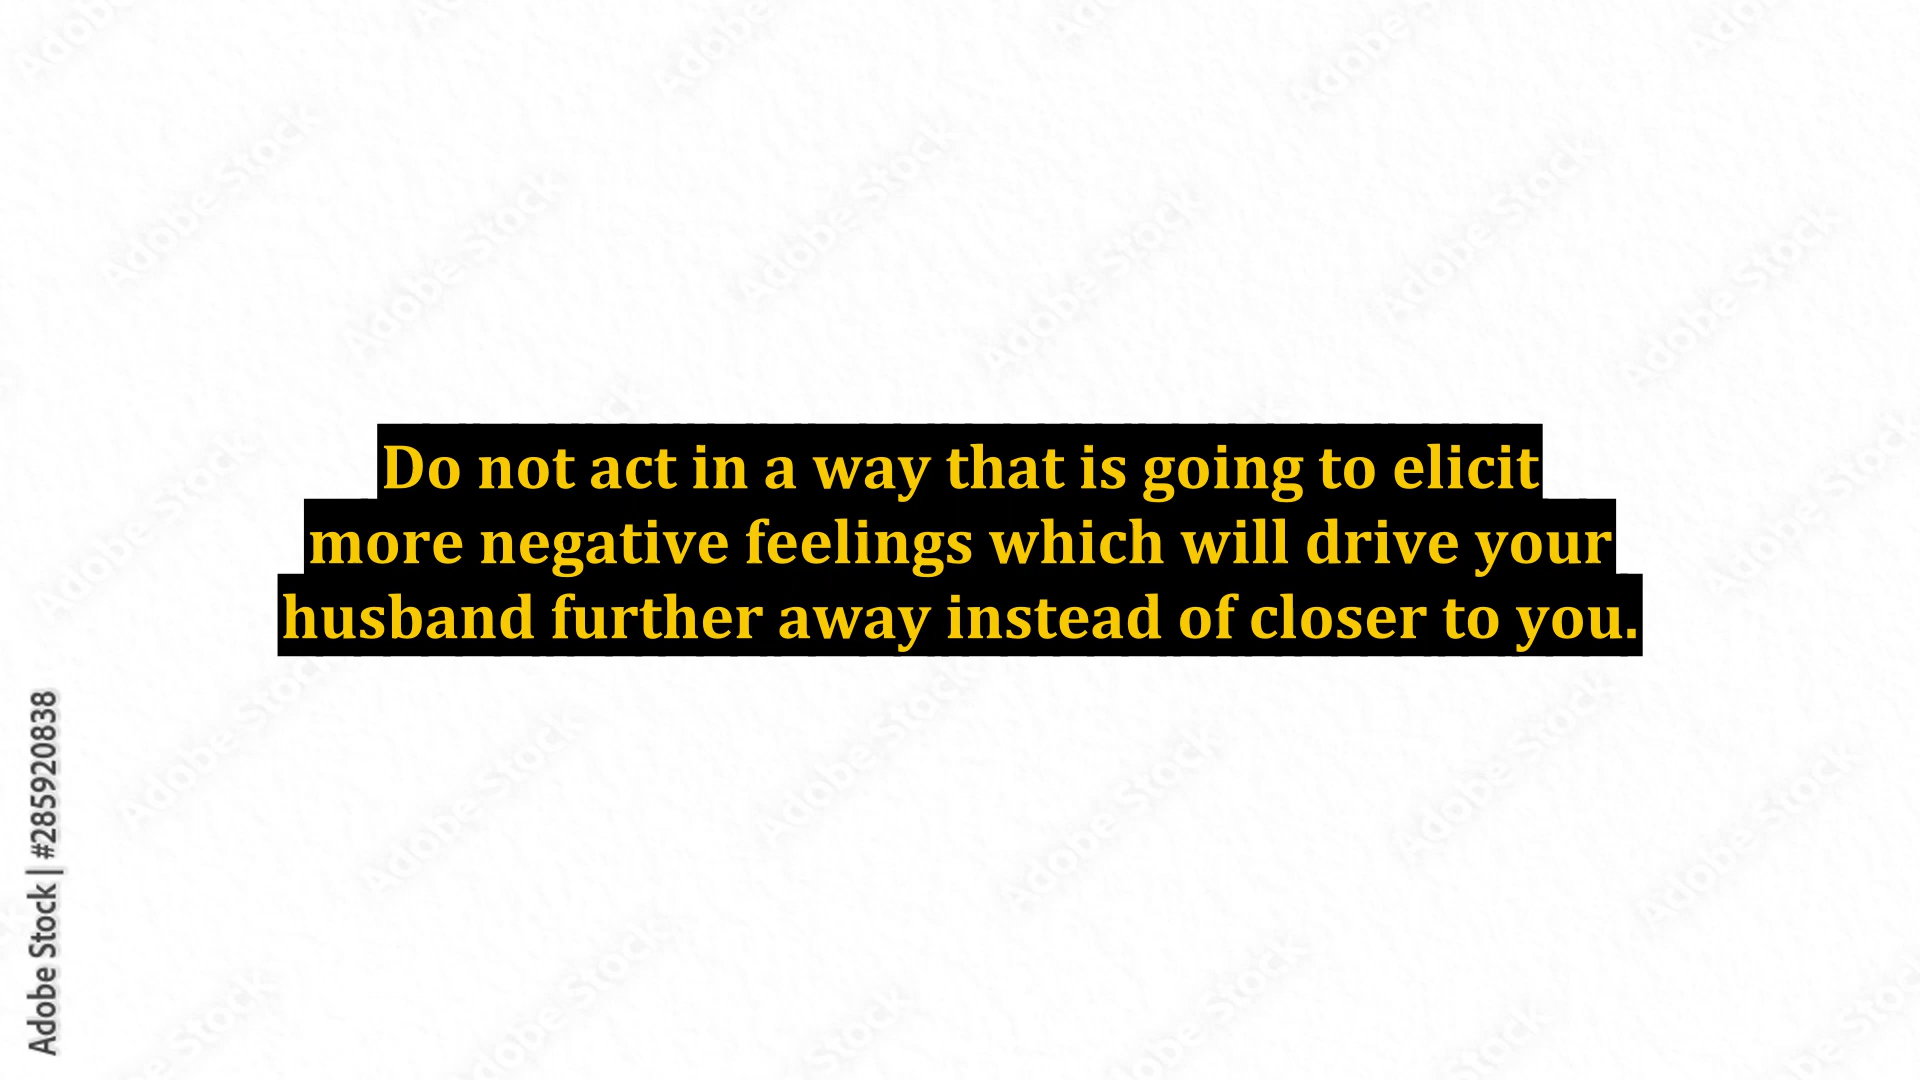 Do not act in a way that is going to elicit
more negative feelings which will drive your
husband further away instead of closer to you.
Adobe Stock | #285920838